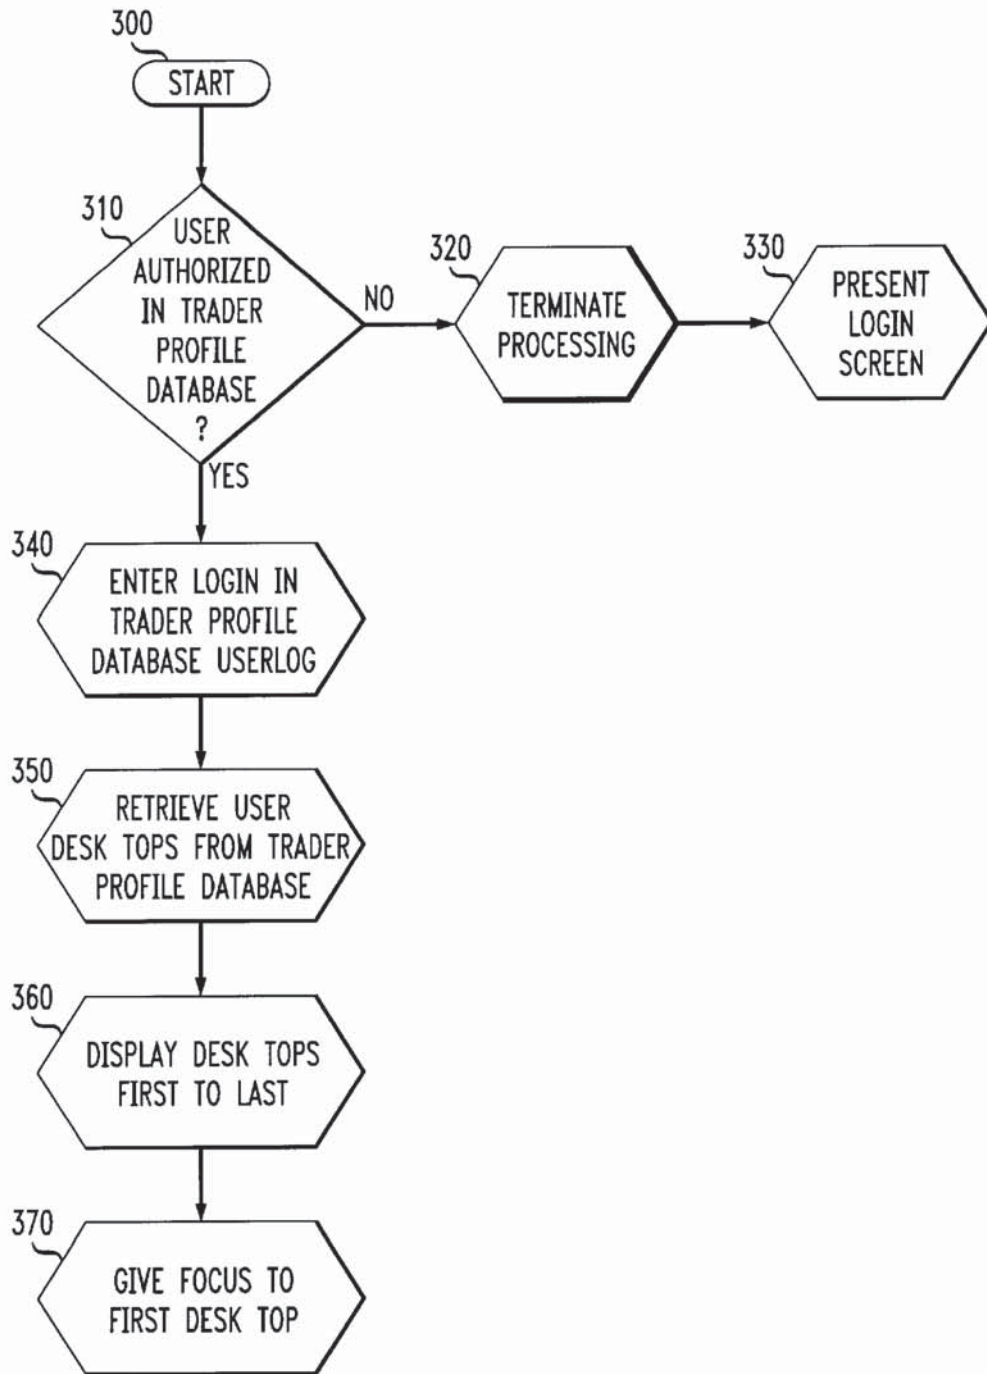 300
START
310
USER
AUTHORIZED
IN TRADER
PROFILE
DATABASE
?
NO
320
TERMINATE
PROCESSING
330
PRESENT
LOGIN
SCREEN
YES
340
ENTER LOGIN IN
TRADER PROFILE
DATABASE USERLOG
350
RETRIEVE USER
DESK TOPS FROM TRADER
PROFILE DATABASE
360
DISPLAY DESK TOPS
FIRST TO LAST
370
GIVE FOCUS TO
FIRST DESK TOP